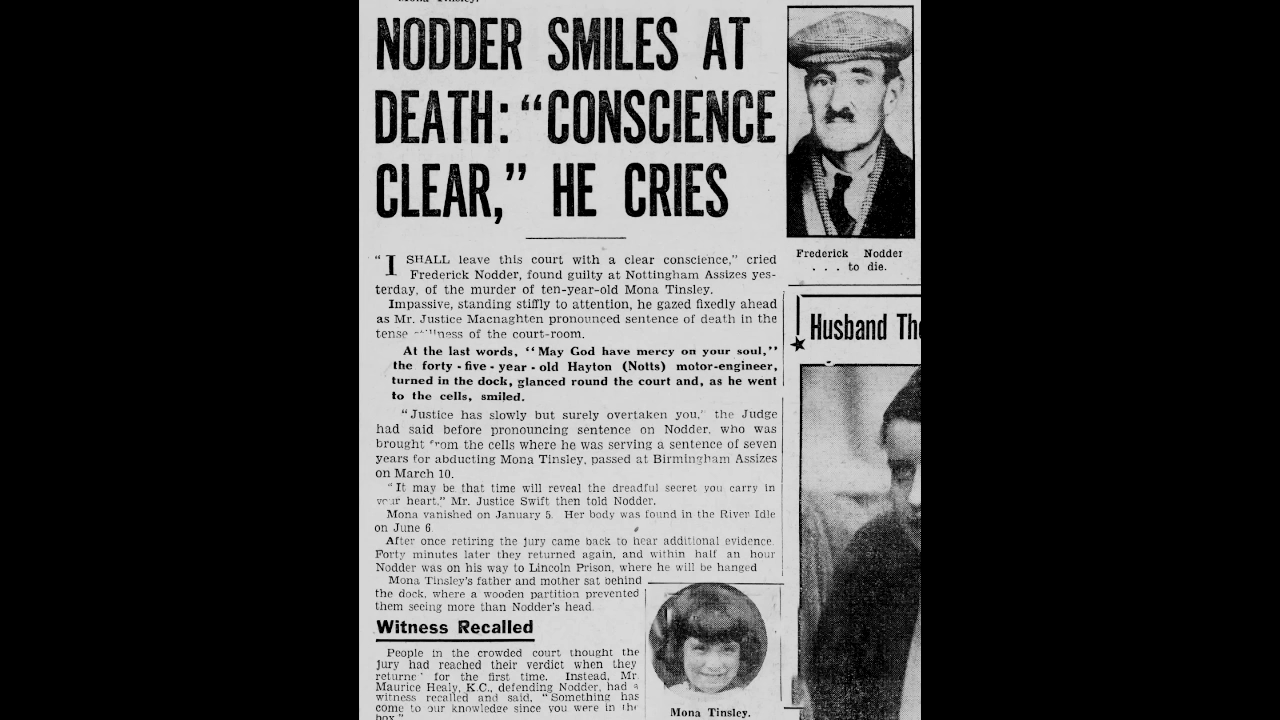 Mona Tinsley.
NODDER SMILES AT
DEATH: “CONSCIENCE
CLEAR,” HE CRIES
“I SHALL leave this court with a clear conscience,” cried
Frederick Nodder, found guilty at Nottingham Assizes yes-
terday, of the murder of ten-year-old Mona Tinsley.
Impassive, standing stiffly to attention, he gazed fixedly ahead
as Mr. Justice Macnaghten pronounced sentence of death in the
tense stillness of the court-room.
At the last words, “May God have mercy on your soul,”
the forty-five-year-old Hayton (Notts) motor-engineer,
turned in the dock, glanced round the court and, as he went
to the cells, smiled.
“Justice has slowly but surely overtaken you,” the Judge
had said before pronouncing sentence on Nodder, who was
brought from the cells where he was serving a sentence of seven
years for abducting Mona Tinsley, passed at Birmingham Assizes
on March 10.
“It may be that time will reveal the dreadful secret you carry in
your heart,” Mr. Justice Swift then told Nodder.
Mona vanished on January 5. Her body was found in the River Idle
on June 6.
After once retiring the jury came back to hear additional evidence.
Forty minutes later they returned again, and within half an hour
Nodder was on his way to Lincoln Prison, where he will be hanged
Mona Tinsley’s father and mother sat behind
the dock, where a wooden partition prevented
them seeing more than Nodder’s head.
Witness Recalled
People in the crowded court thought the
jury had reached their verdict when they
returned for the first time. Instead, Mr.
Maurice Healy, K.C., defending Nodder, had a
witness recalled and said, “Something has
come to our knowledge since you were in the
box.”
Mona Tinsley.
Frederick Nodder
. . . to die.
Husband